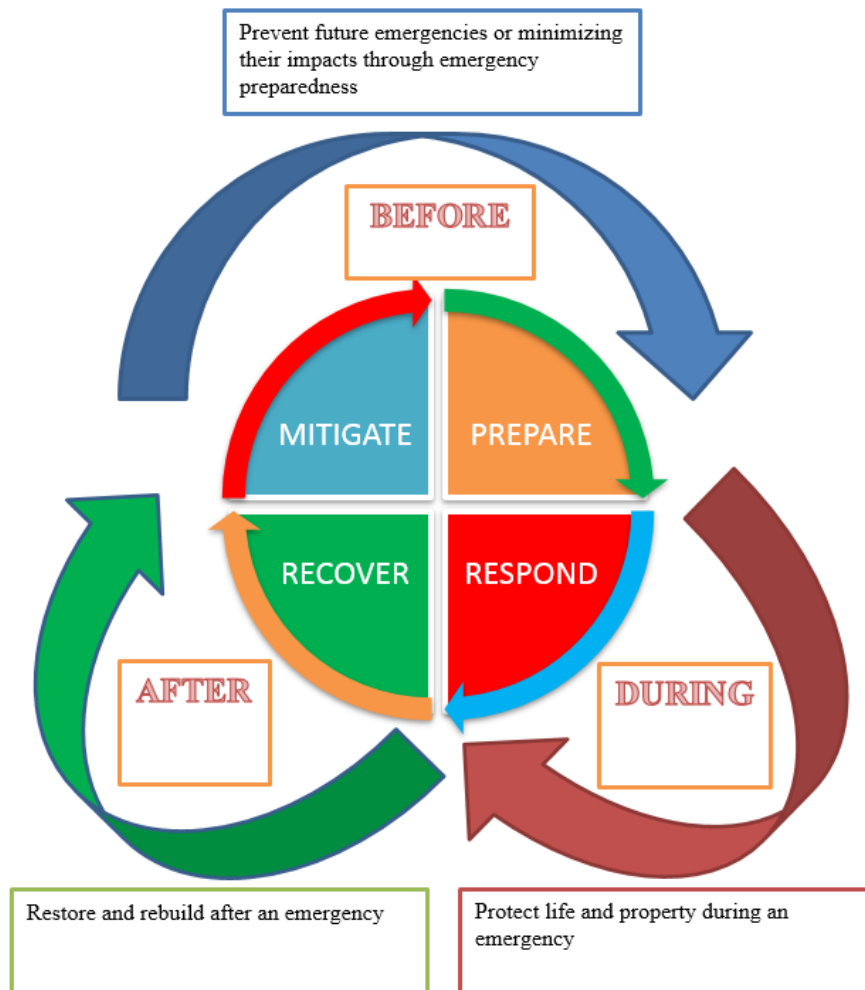 Prevent future emergencies or minimizing
their impacts through emergency
preparedness
BEFORE
MITIGATE
PREPARE
RECOVER
RESPOND
AFTER
DURING
Restore and rebuild after an emergency
Protect life and property during an
emergency